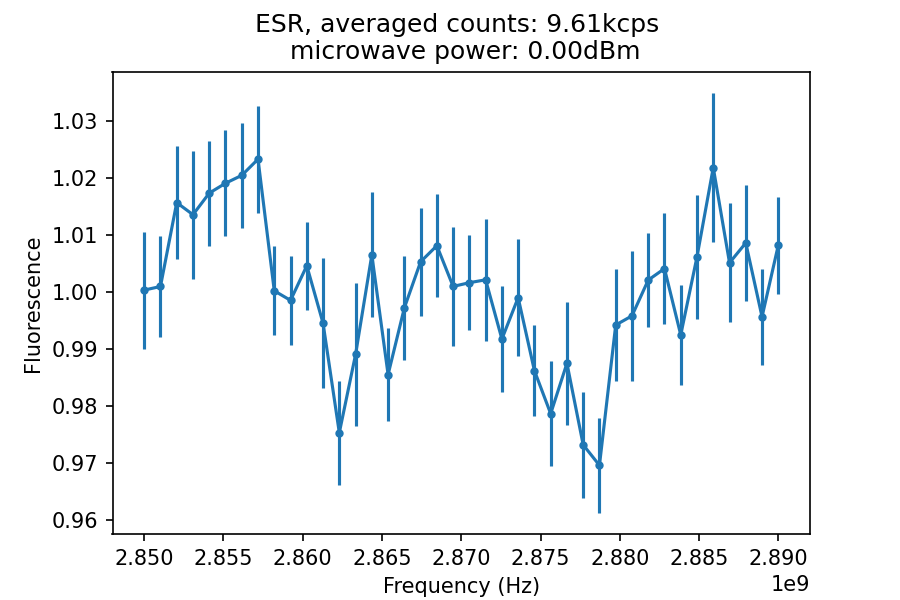 ESR, averaged counts: 9.61kcps
microwave power: 0.00dBm
1.03
1.02
1.01
1.00
0.99
0.98
0.97
0.96
Fluorescence
2.850 2.855 2.860 2.865 2.870 2.875 2.880 2.885 2.890
Frequency (Hz)
1e9